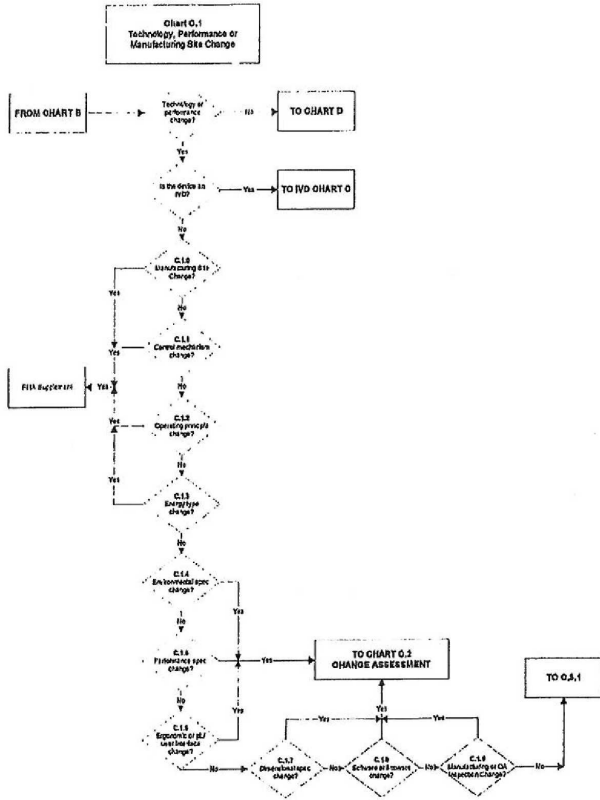 Chart C.1
Technology, Performance or
Manufacturing Site Change
FROM CHART B
Technology or
performance
change?
No
TO CHART D
Yes
Is the device an
IVD?
Yes
TO IVD CHART C
No
C.1.0
Manufacturing Site
Change?
Yes
No
C.1.1
Control mechanism
change?
Yes
No
PMA Supplement
Yes
C.1.2
Operating principle
change?
Yes
No
C.1.3
Energy type
change?
Yes
No
C.1.4
Environmental spec
change?
Yes
No
C.1.5
Performance spec
change?
Yes
TO CHART C.2
CHANGE ASSESSMENT
No
C.1.6
Ergonomic of pt./
user interface
change?
Yes
No
C.1.7
Dimensional spec
change?
Yes
No
C.1.8
Software or firmware
change?
Yes
No
C.1.9
Manufacturing or QA
Inspection Change?
Yes
No
TO C.5.1